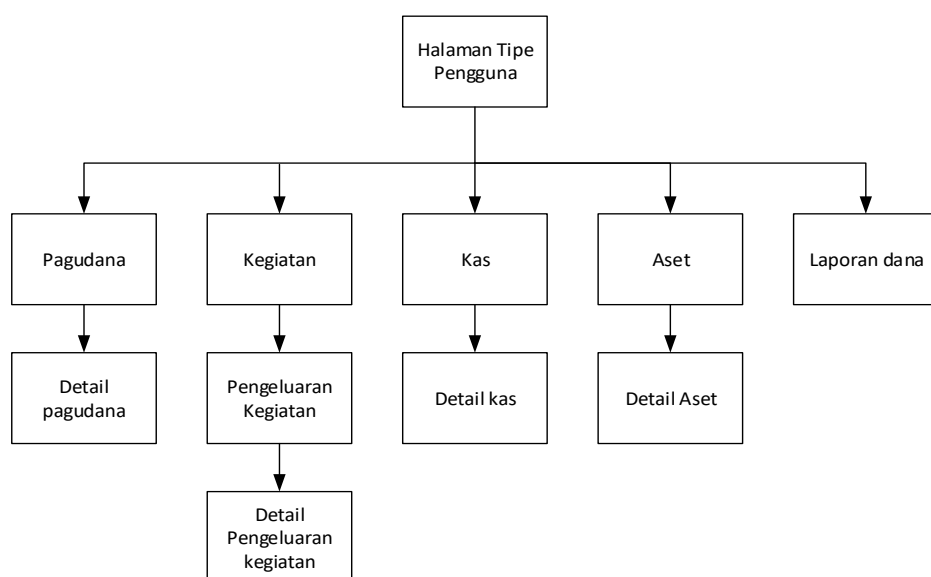 Halaman Tipe
Pengguna
Pagudana
Kegiatan
Kas
Aset
Laporan dana
Detail
pagudana
Pengeluaran
Kegiatan
Detail kas
Detail Aset
Detail
Pengeluaran
kegiatan